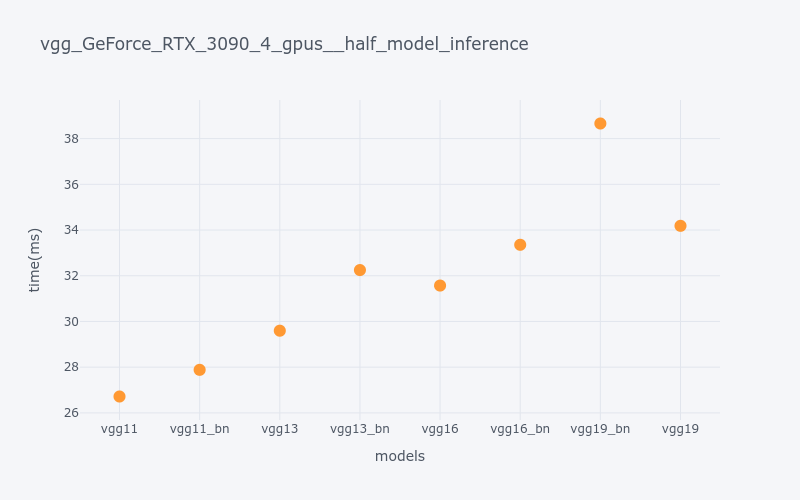 vgg_GeForce_RTX_3090_4_gpus__half_model_inference
38
36
34
32
30
28
26
time(ms)
vgg11 vgg11_bn vgg13 vgg13_bn vgg16 vgg16_bn vgg19_bn vgg19
models